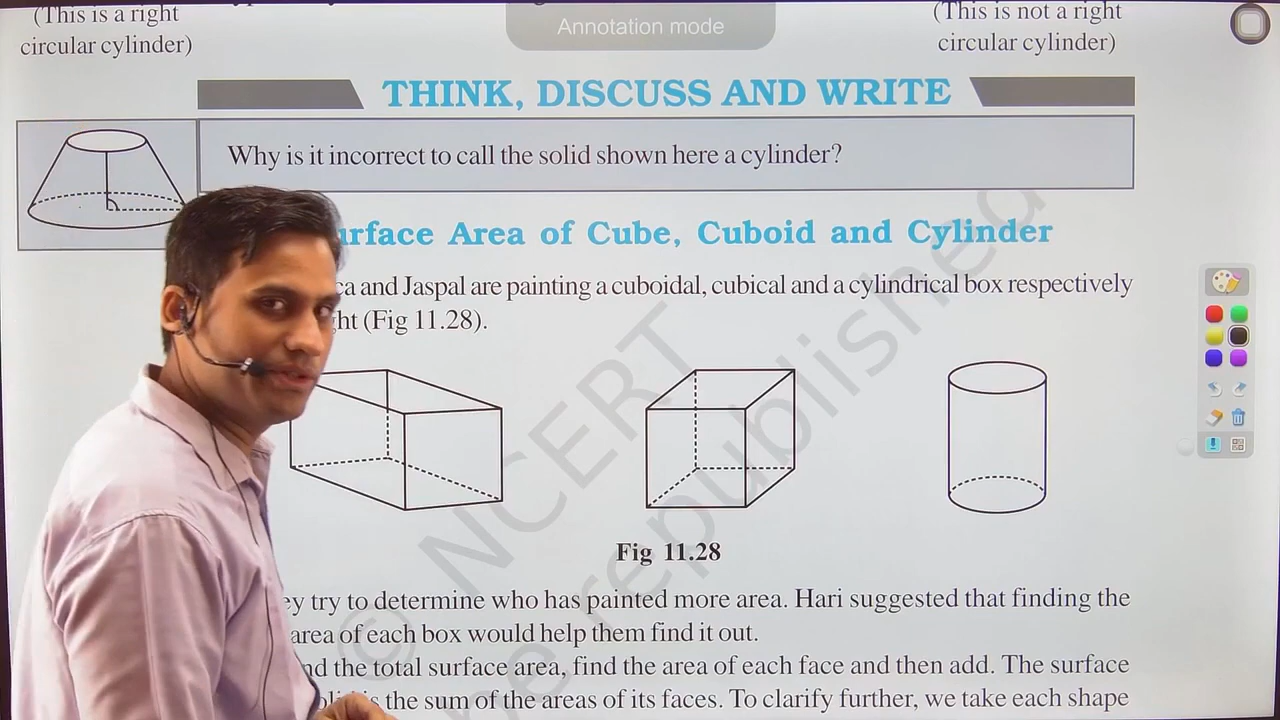 (This is a right
circular cylinder)
Annotation mode
(This is not a right
circular cylinder)
THINK, DISCUSS AND WRITE
Why is it incorrect to call the solid shown here a cylinder?
Surface Area of Cube, Cuboid and Cylinder
and Jaspal are painting a cuboidal, cubical and a cylindrical box respectively
(Fig 11.28).
Fig 11.28
try to determine who has painted more area. Hari suggested that finding the
area of each box would help them find it out.
the total surface area, find the area of each face and then add. The surface
is the sum of the areas of its faces. To clarify further, we take each shape
© NCERT
be republished